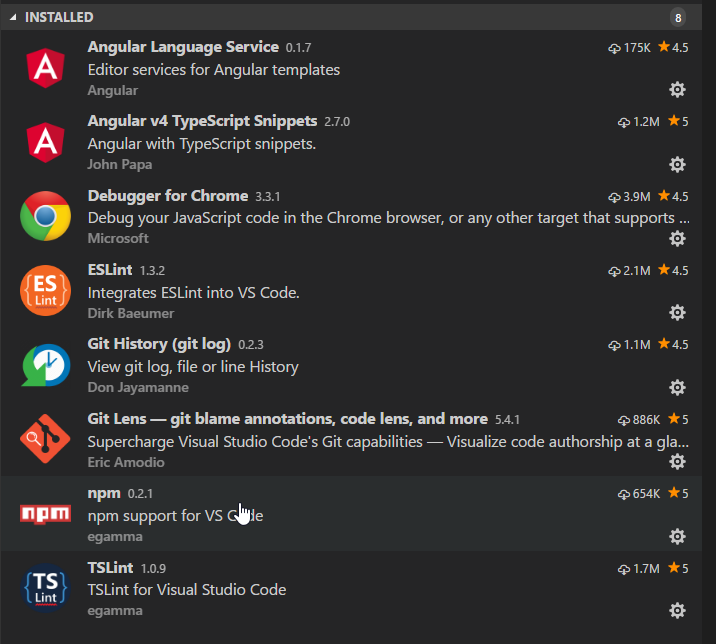 INSTALLED 8
Angular Language Service 0.1.7 175K 4.5
Editor services for Angular templates
Angular
Angular v4 TypeScript Snippets 2.7.0 1.2M 5
Angular with TypeScript snippets.
John Papa
Debugger for Chrome 3.3.1 3.9M 4.5
Debug your JavaScript code in the Chrome browser, or any other target that supports ...
Microsoft
ES
Lint
ESLint 1.3.2 2.1M 4.5
Integrates ESLint into VS Code.
Dirk Baeumer
Git History (git log) 0.2.3 1.1M 4.5
View git log, file or line History
Don Jayamanne
Git Lens — git blame annotations, code lens, and more 5.4.1 886K 5
Supercharge Visual Studio Code's Git capabilities — Visualize code authorship at a gla...
Eric Amodio
npm
npm 0.2.1 654K 5
npm support for VS Code
egamma
TS
Lint
TSLint 1.0.9 1.7M 5
TSLint for Visual Studio Code
egamma